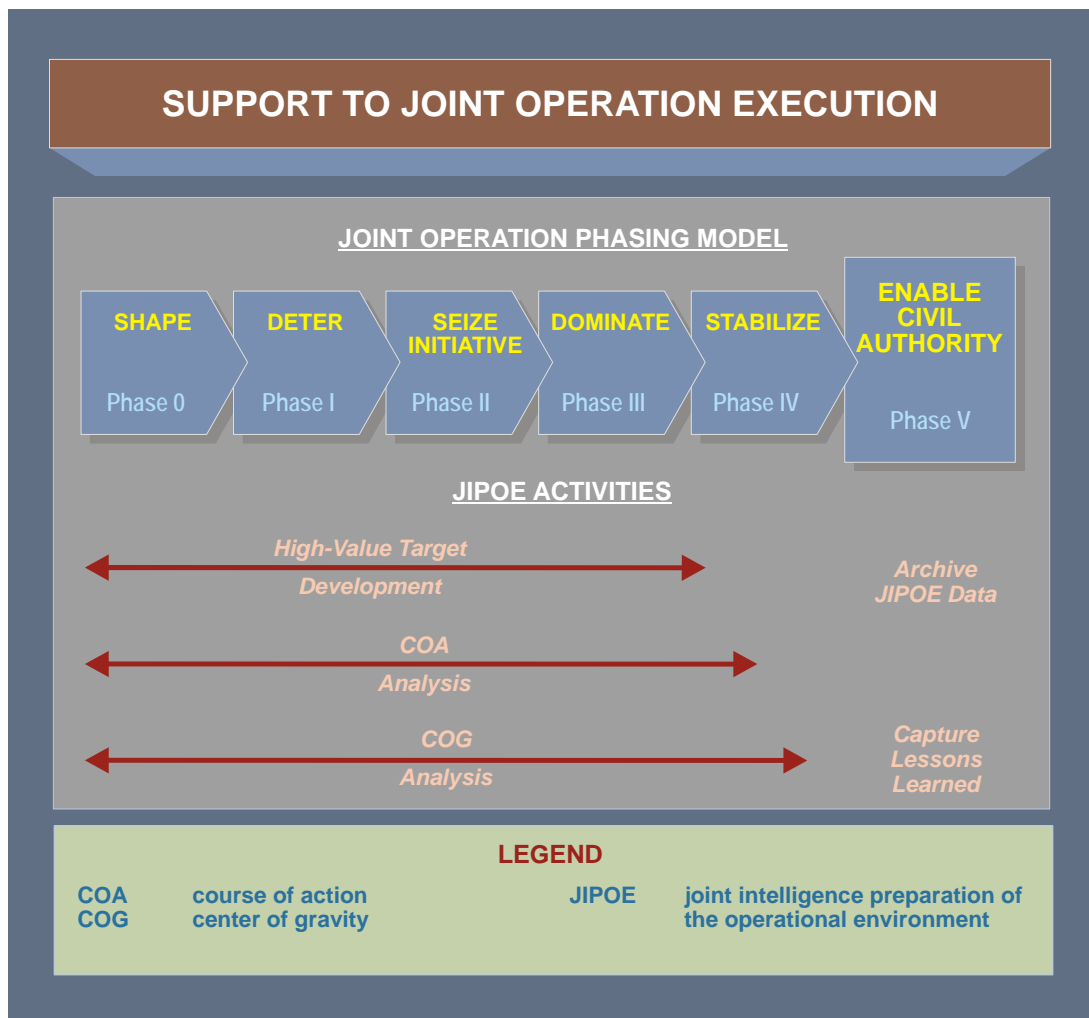 SUPPORT TO JOINT OPERATION EXECUTION
JOINT OPERATION PHASING MODEL
SHAPE
Phase 0
DETER
Phase I
SEIZE
INITIATIVE
Phase II
DOMINATE
Phase III
STABILIZE
Phase IV
ENABLE
CIVIL
AUTHORITY
Phase V
JIPOE ACTIVITIES
High-Value Target
Development
Archive
JIPOE Data
COA
Analysis
COG
Analysis
Capture
Lessons
Learned
LEGEND
COA course of action
COG center of gravity
JIPOE joint intelligence preparation of
the operational environment